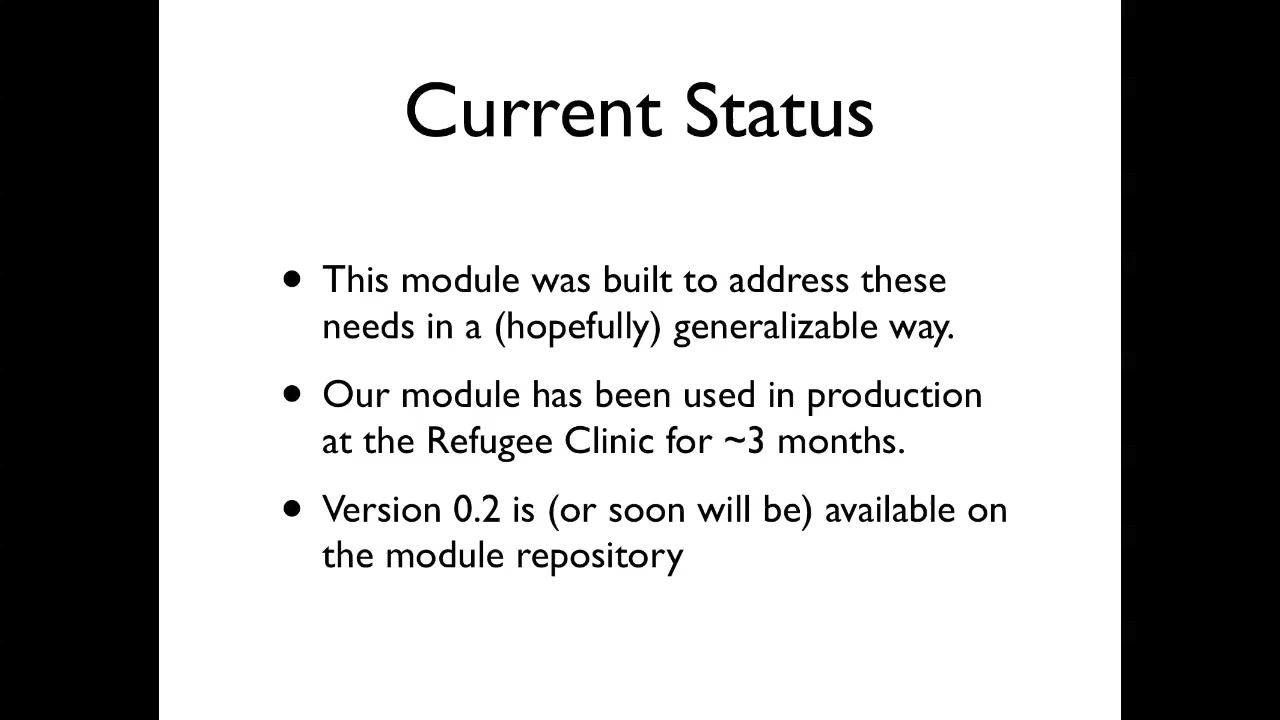 Current Status
• This module was built to address these
needs in a (hopefully) generalizable way.
• Our module has been used in production
at the Refugee Clinic for ~3 months.
• Version 0.2 is (or soon will be) available on
the module repository